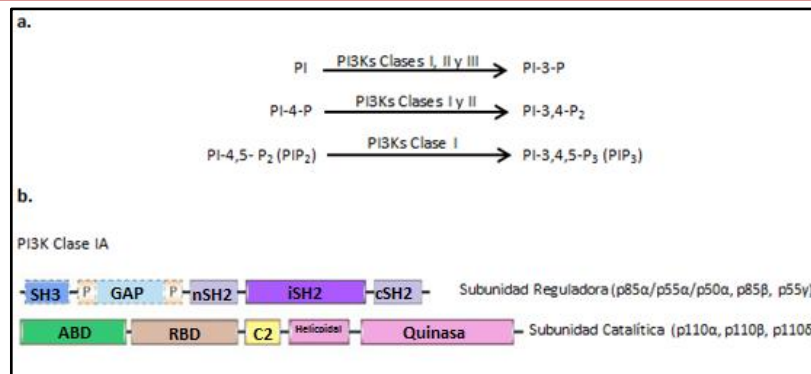 a.
PI PI3Ks Clases I, II y III PI-3-P
PI-4-P PI3Ks Clases I y II PI-3,4-P₂
PI-4,5- P₂ (PIP₂) PI3Ks Clase I PI-3,4,5-P₃ (PIP₃)
b.
PI3K Clase IA
SH3 P GAP P nSH2 iSH2 cSH2 Subunidad Reguladora (p85α/p55α/p50α, p85β, p55γ)
ABD RBD C2 Helicoidal Quinasa Subunidad Catalítica (p110α, p110β, p110δ